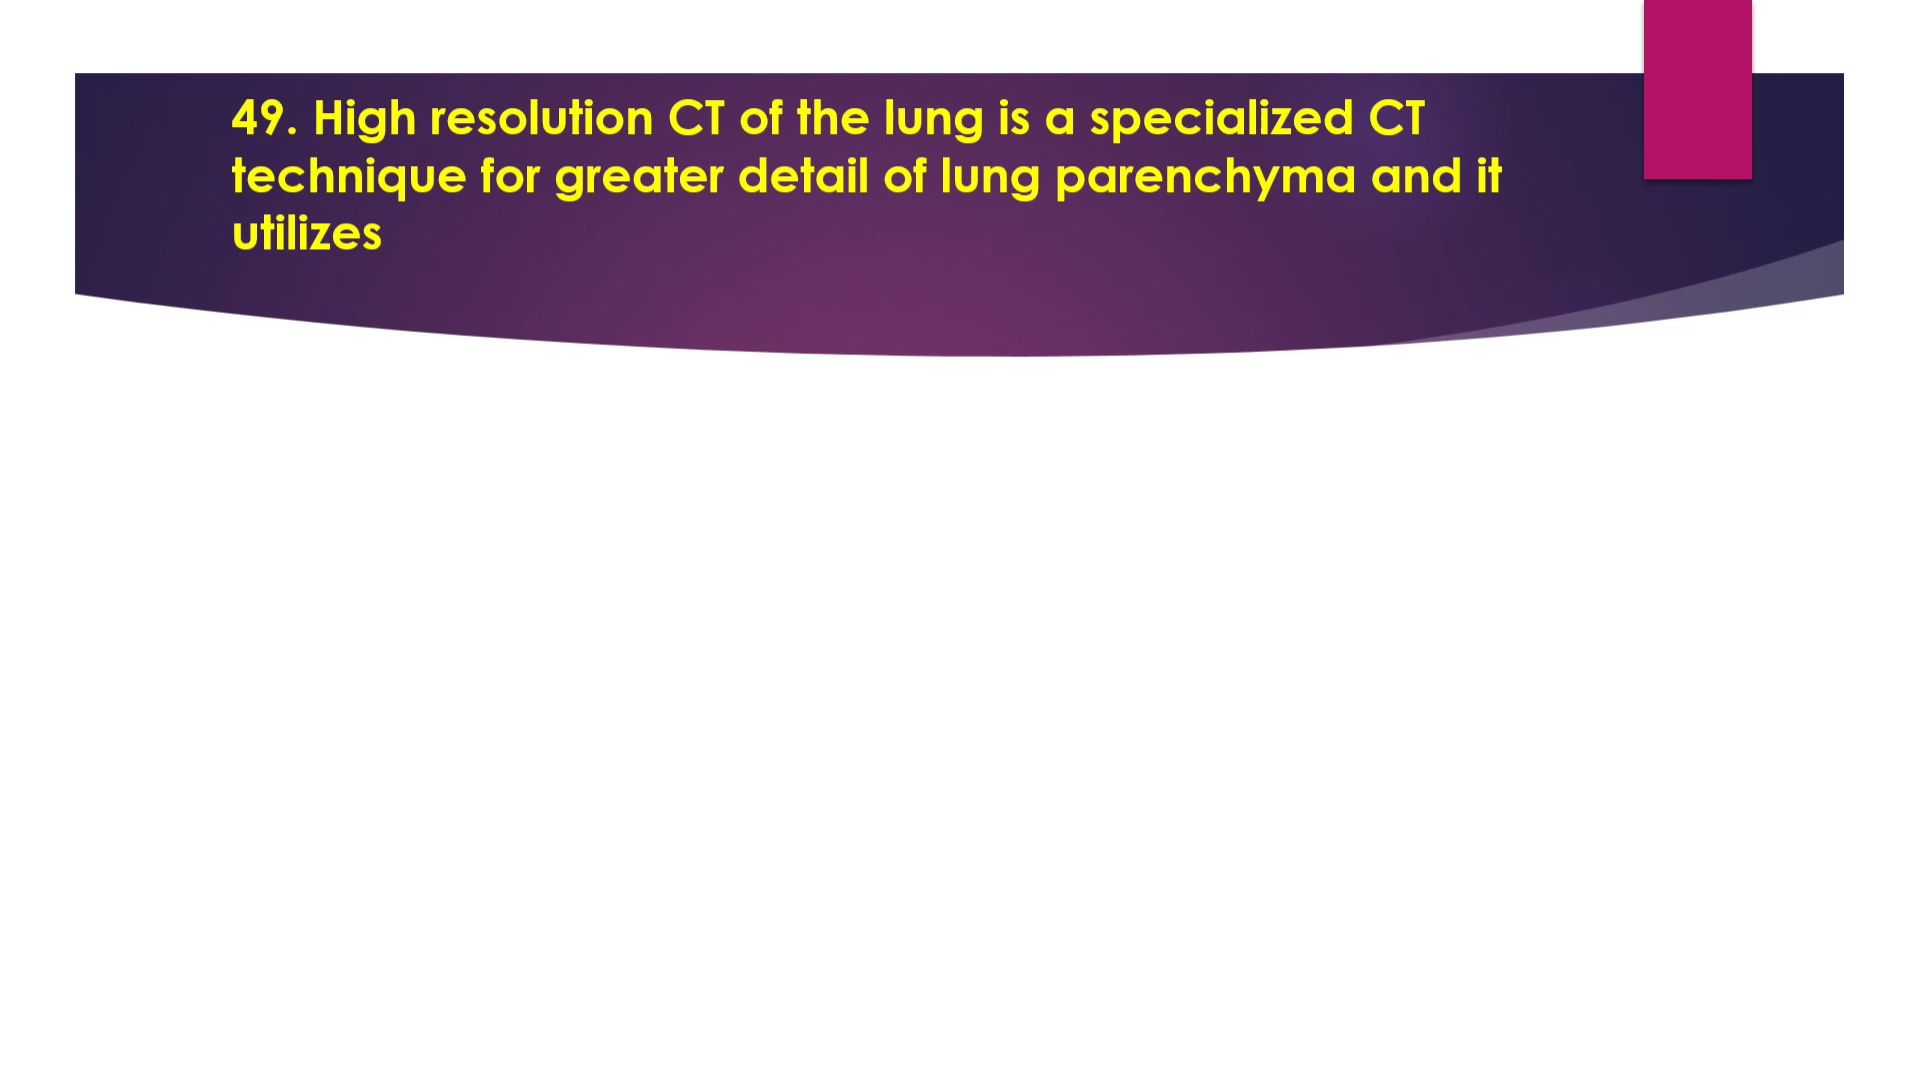 49. High resolution CT of the lung is a specialized CT
technique for greater detail of lung parenchyma and it
utilizes